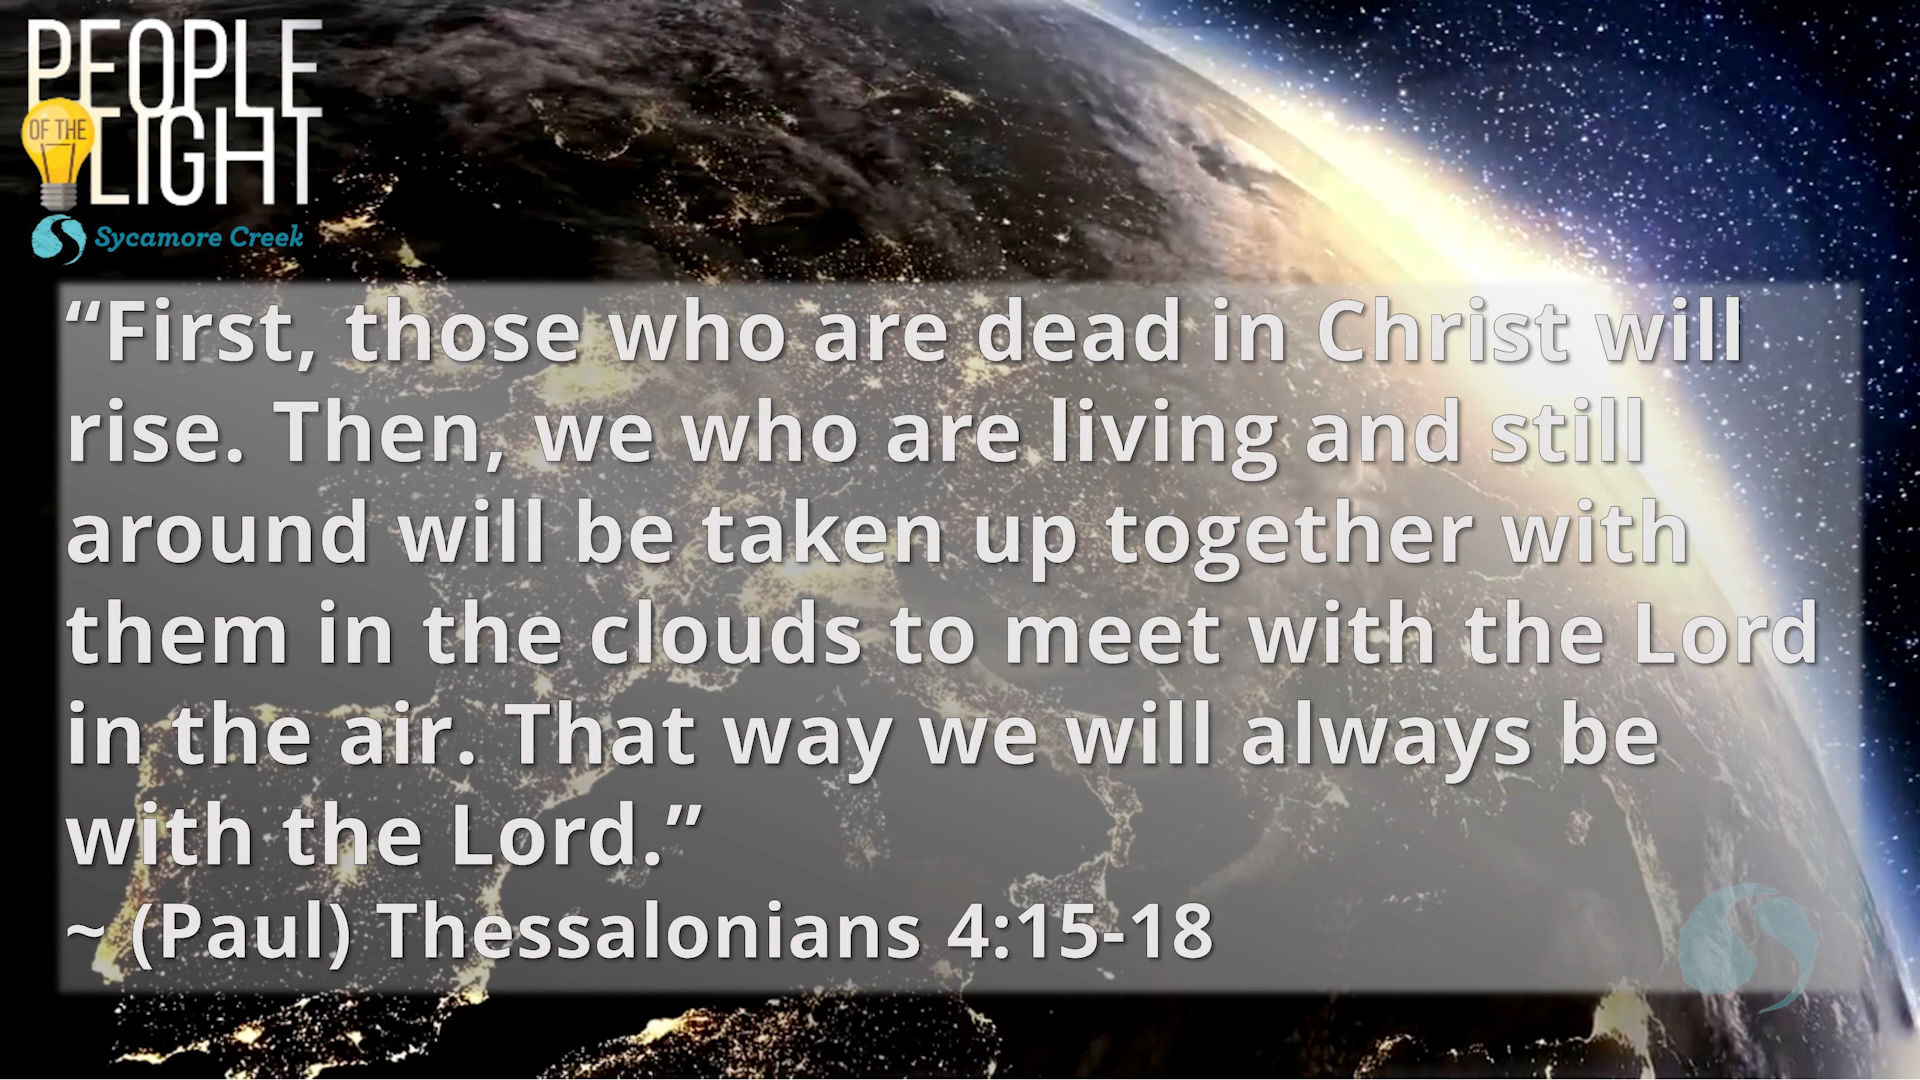 PEOPLE
OF THE
LIGHT
Sycamore Creek
“First, those who are dead in Christ will
rise. Then, we who are living and still
around will be taken up together with
them in the clouds to meet with the Lord
in the air. That way we will always be
with the Lord.”
~ (Paul) Thessalonians 4:15-18